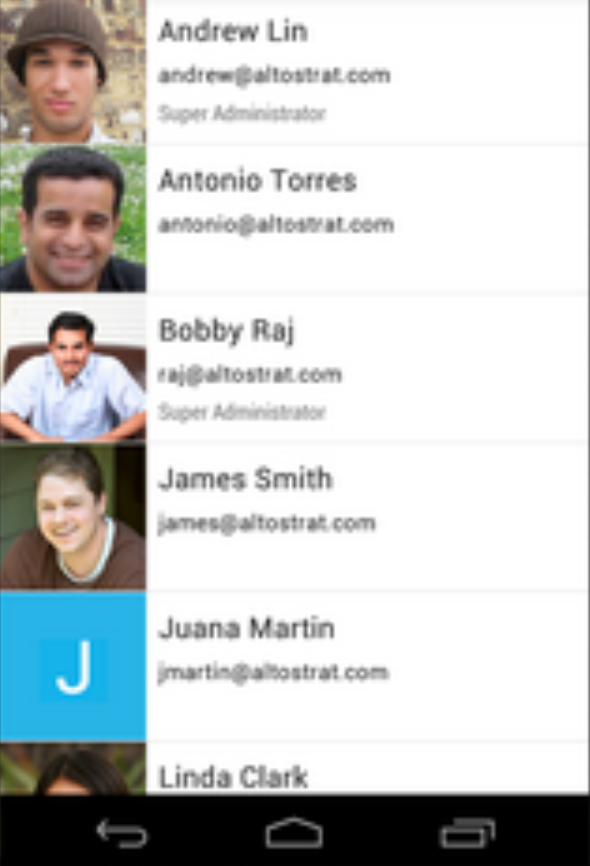 Andrew Lin
andrew@altostrat.com
Super Administrator
Antonio Torres
antonio@altostrat.com
Bobby Raj
raj@altostrat.com
Super Administrator
James Smith
james@altostrat.com
J
Juana Martin
jmartin@altostrat.com
Linda Clark